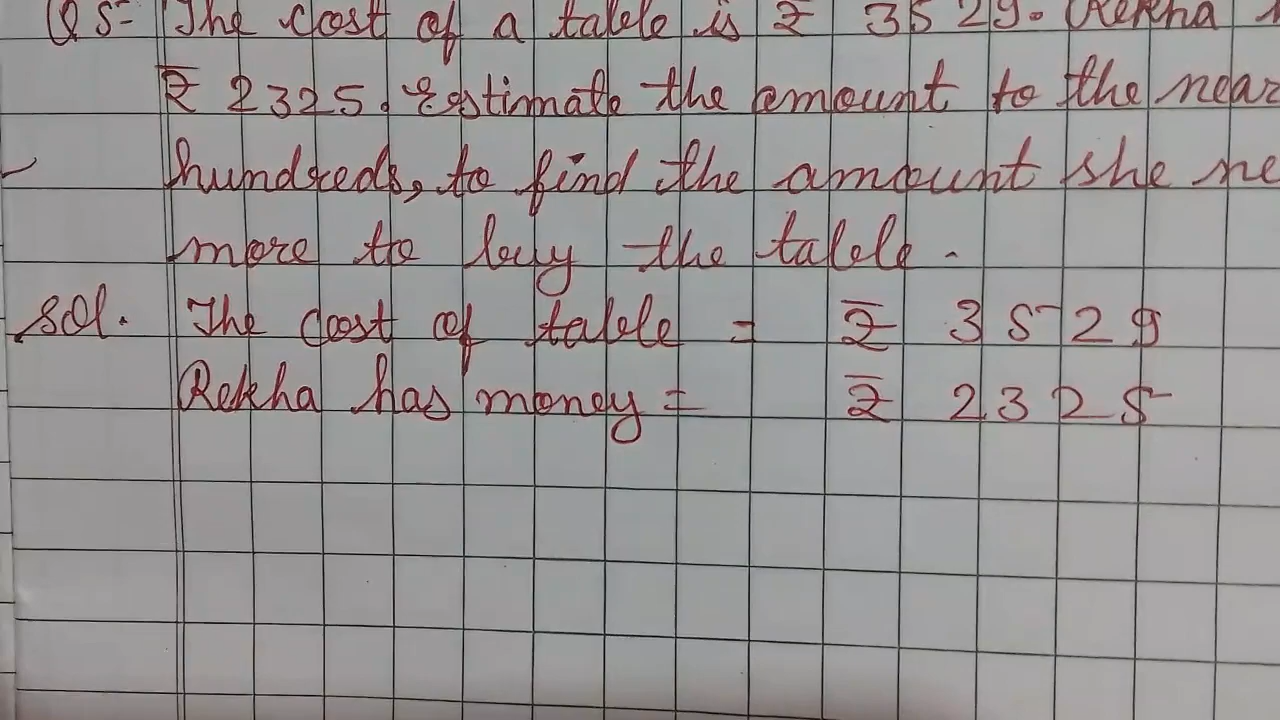 Q 5- The cost of a table is ₹ 3529. Rekha
₹ 2325. Estimate the amount to the near
hundreds, to find the amount she ne
more to buy the table.
Sol. The cost of table = ₹ 3529
Rekha has money = ₹ 2325